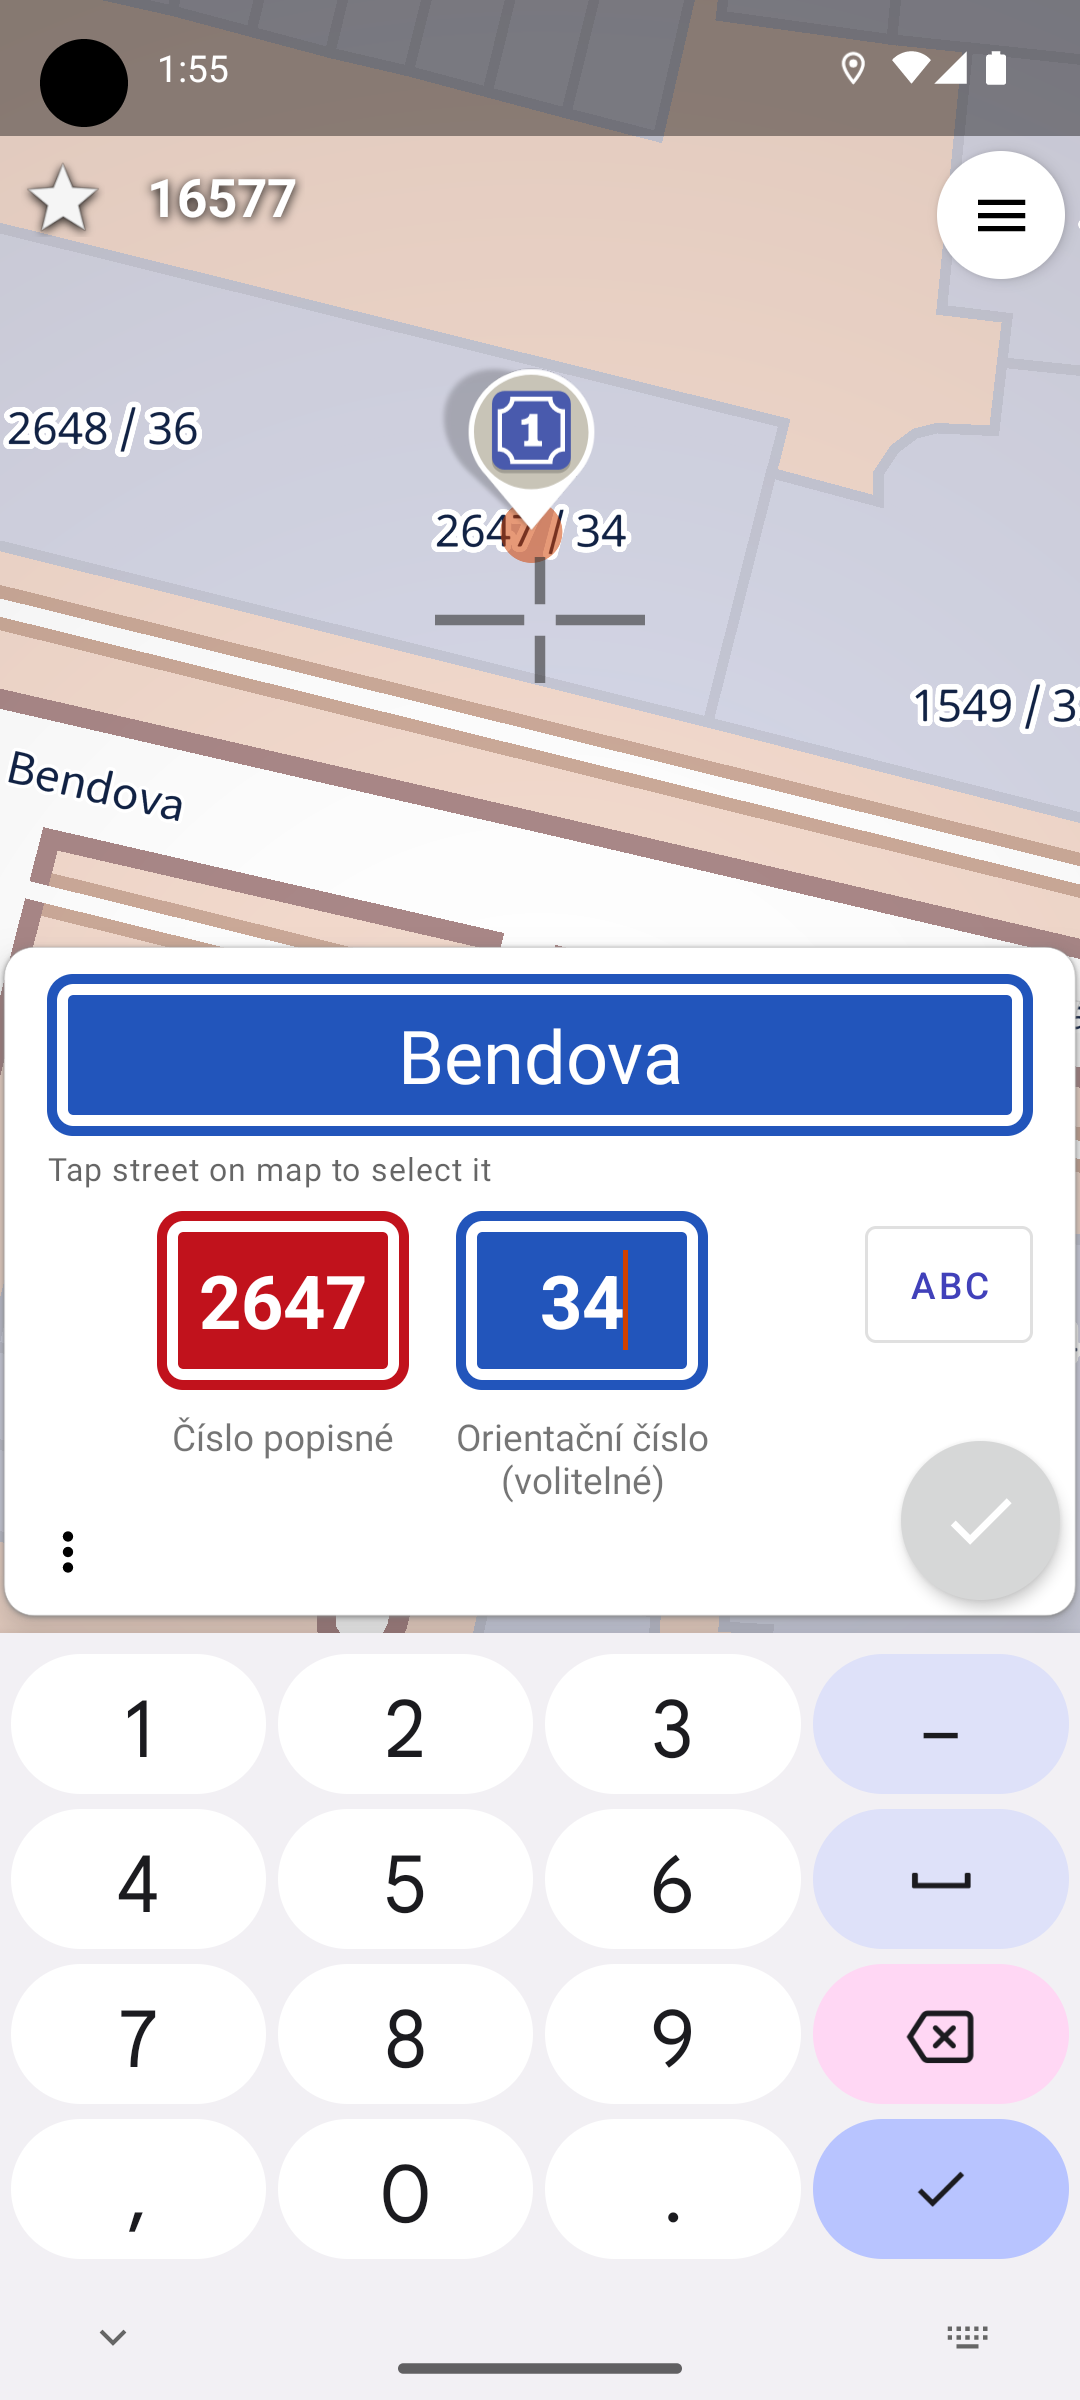 1:55
16577
2648 / 36
1
2647 / 34
1549 / 3
Bendova
Bendova
Tap street on map to select it
2647
34
ABC
Číslo popisné
Orientační číslo
(volitelné)
1
2
3
–
4
5
6
7
8
9
,
0
.